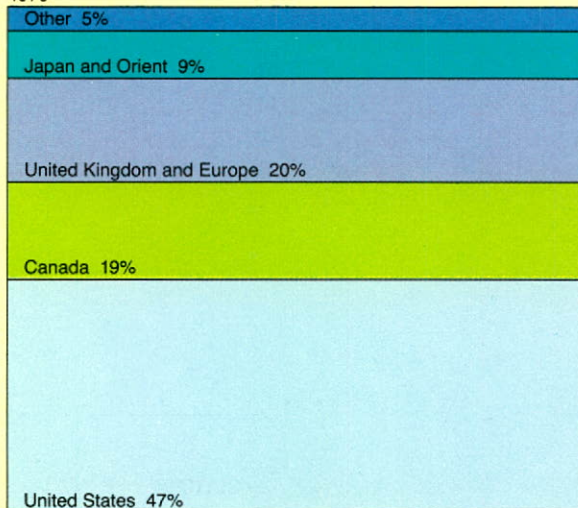 Other 5%
Japan and Orient 9%
United Kingdom and Europe 20%
Canada 19%
United States 47%